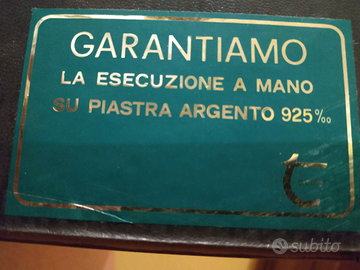 GARANTIAMO
LA ESECUZIONE A MANO
SU PIASTRA ARGENTO 925‰
subito